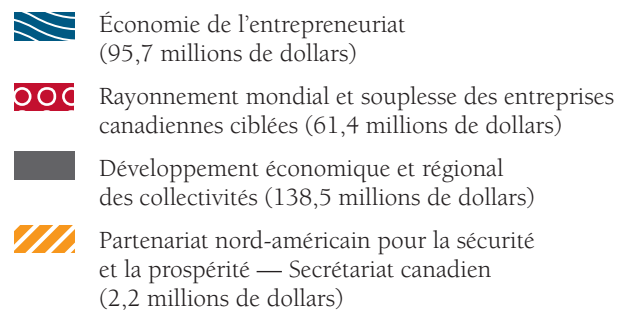 Économie de l'entrepreneuriat
(95,7 millions de dollars)
Rayonnement mondial et souplesse des entreprises
canadiennes ciblées (61,4 millions de dollars)
Développement économique et régional
des collectivités (138,5 millions de dollars)
Partenariat nord-américain pour la sécurité
et la prospérité — Secrétariat canadien
(2,2 millions de dollars)